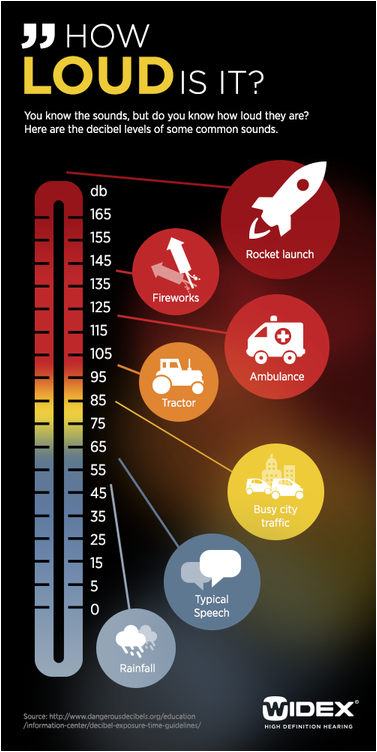 ” HOW
LOUD IS IT?
You know the sounds, but do you know how loud they are?
Here are the decibel levels of some common sounds.
db
165
155
145
135
125
115
105
95
85
75
65
55
45
35
25
15
5
0
Rocket launch
Fireworks
Ambulance
Tractor
Busy city
traffic
Typical
Speech
Rainfall
Source: http://www.dangerousdecibels.org/education
/information-center/decibel-exposure-time-guidelines/
WIDEX®
HIGH DEFINITION HEARING